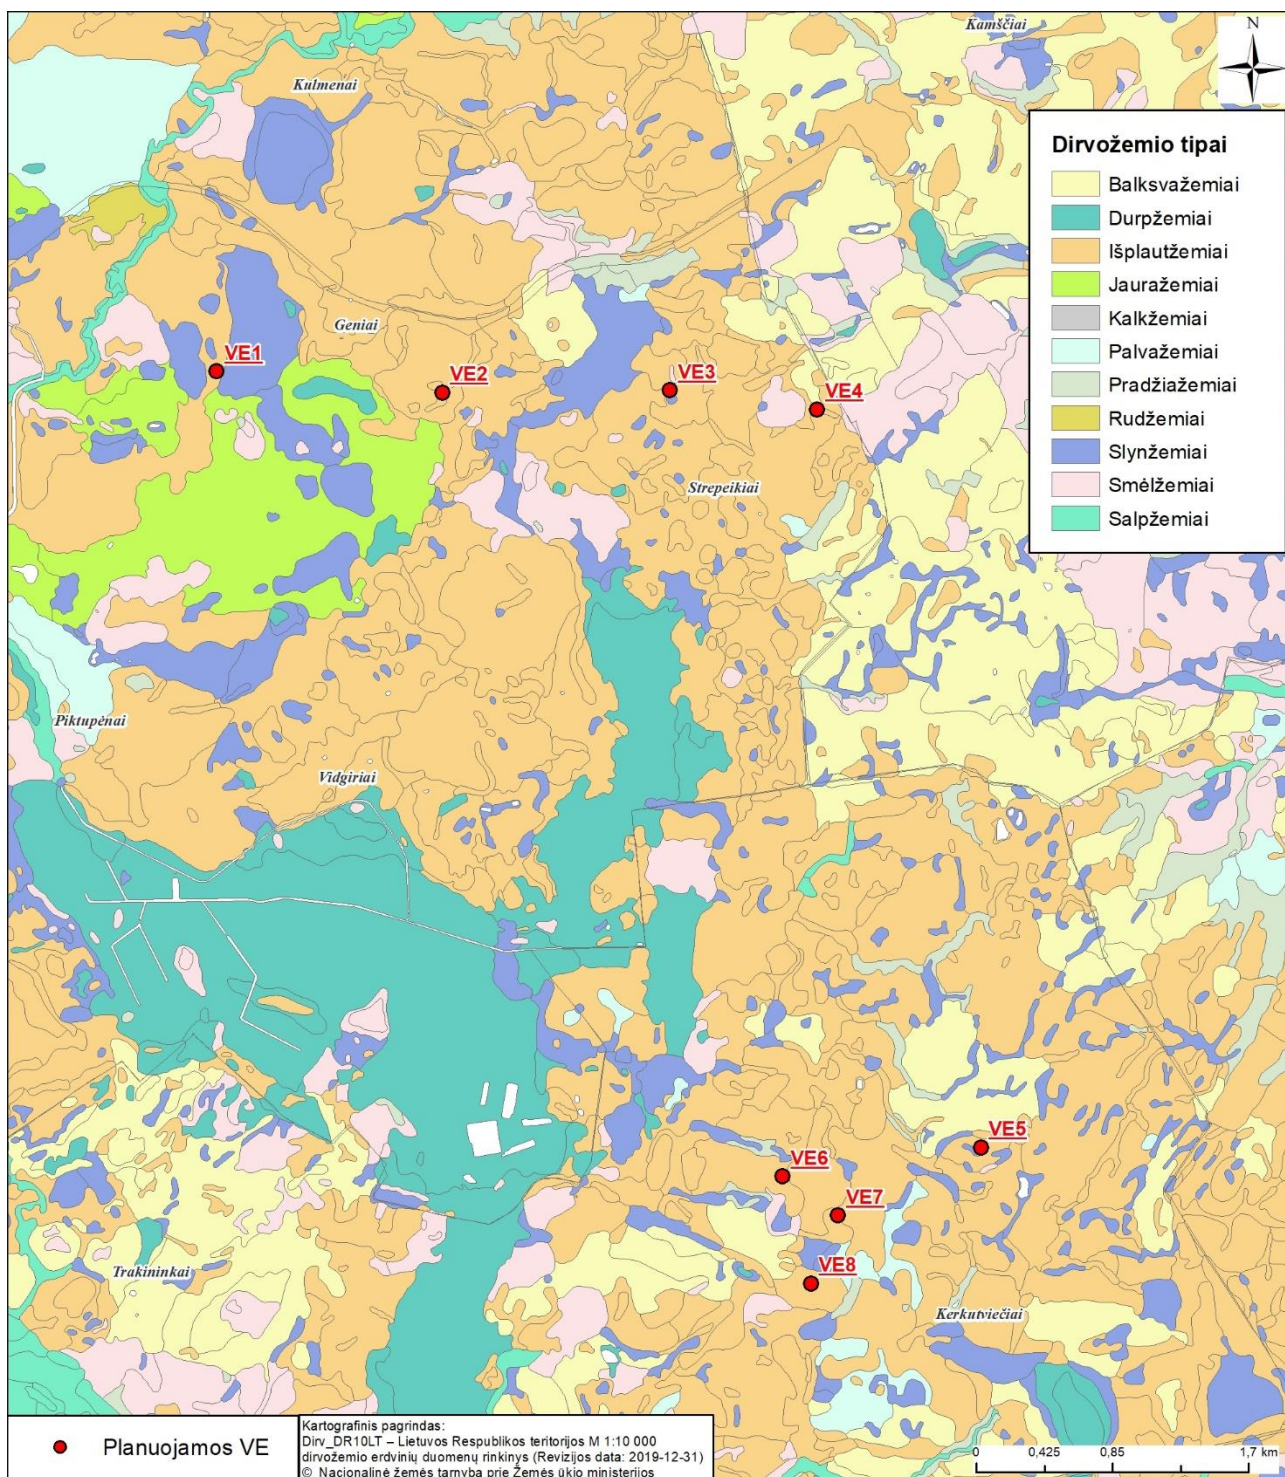 Kamščiai
N
Kulmenai
Dirvožemio tipai
Balksvažemiai
Durpžemiai
Išplautžemiai
Jauražemiai
Kalkžemiai
Palvažemiai
Pradžiažemiai
Rudžemiai
Slynžemiai
Smėlžemiai
Salpžemiai
Geniai
VE1
VE2
VE3
VE4
Strepeikiai
Piktupėnai
Vidgiriai
VE5
VE6
VE7
VE8
Trakininkai
Kerkutviečiai
Planuojamos VE
Kartografinis pagrindas:
Dirv_DR10LT – Lietuvos Respublikos teritorijos M 1:10 000
dirvožemio erdvinių duomenų rinkinys (Revizijos data: 2019-12-31)
© Nacionalinė žemės tarnyba prie Žemės ūkio ministerijos
0 0,425 0,85 1,7 km